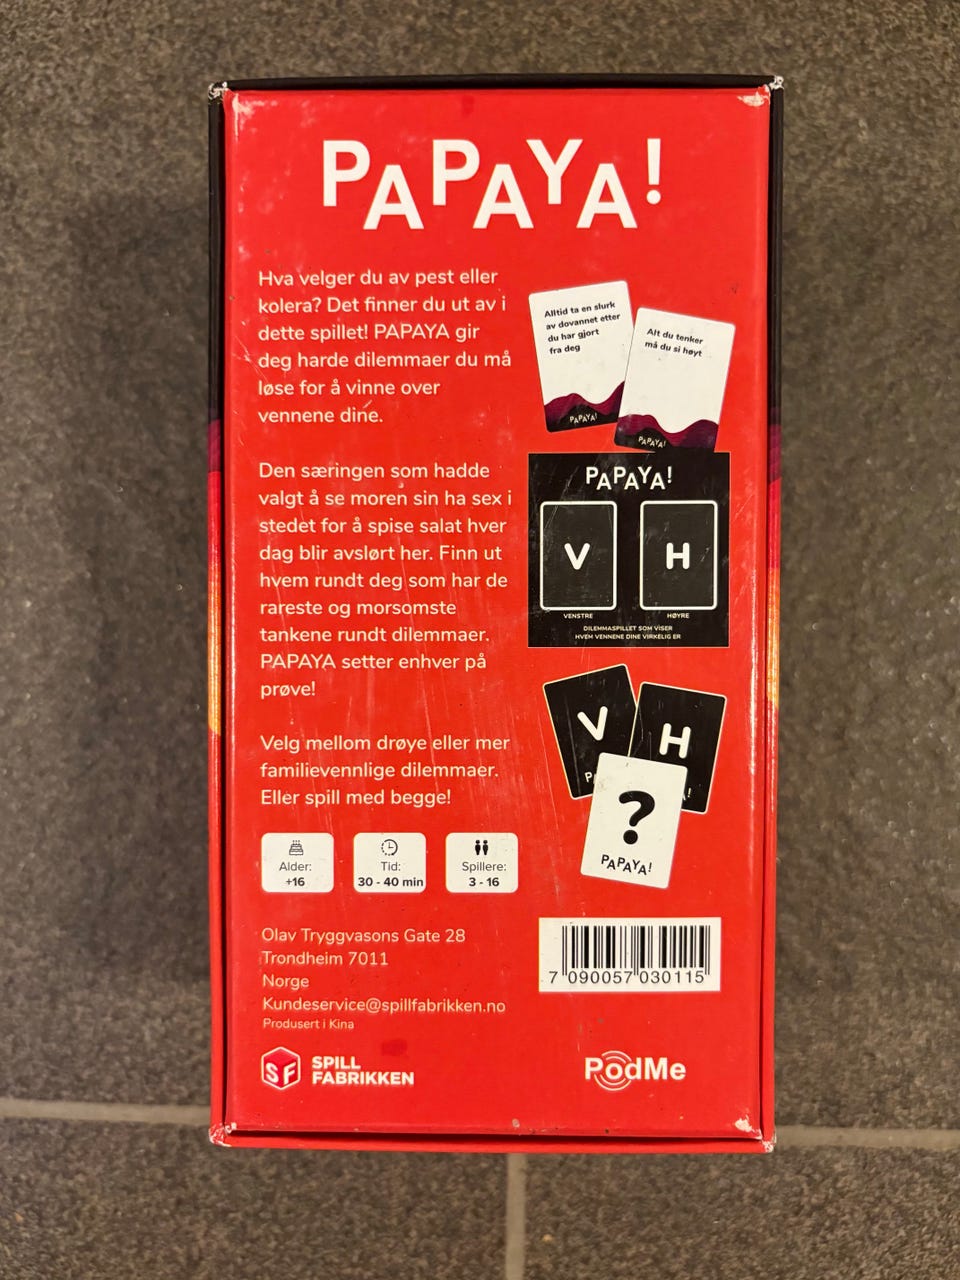 PAPAYA!
Hva velger du av pest eller
kolera? Det finner du ut av i
dette spillet! PAPAYA gir
deg harde dilemmaer du må
løse for å vinne over
vennene dine.
Den særingen som hadde
valgt å se moren sin ha sex i
stedet for å spise salat hver
dag blir avslørt her. Finn ut
hvem rundt deg som har de
rareste og morsomste
tankene rundt dilemmaer.
PAPAYA setter enhver på
prøve!
Velg mellom drøye eller mer
familievennlige dilemmaer.
Eller spill med begge!
Alder:
+16
Tid:
30 - 40 min
Spillere:
3 - 16
Olav Tryggvasons Gate 28
Trondheim 7011
Norge
Kundeservice@spillfabrikken.no
Produsert i Kina
SF
SPILL
FABRIKKEN
Alltid ta en slurk
av dovannet etter
du har gjort
fra deg
PAPAYA!
Alt du tenker
må du si høyt
PAPAYA!
PAPAYA!
V
H
VENSTRE
HØYRE
DILEMMASPILLET SOM VISER
HVEM VENNENE DINE VIRKELIG ER
V
P
H
A!
?
PAPAYA!
7 090057 030115
PodMe